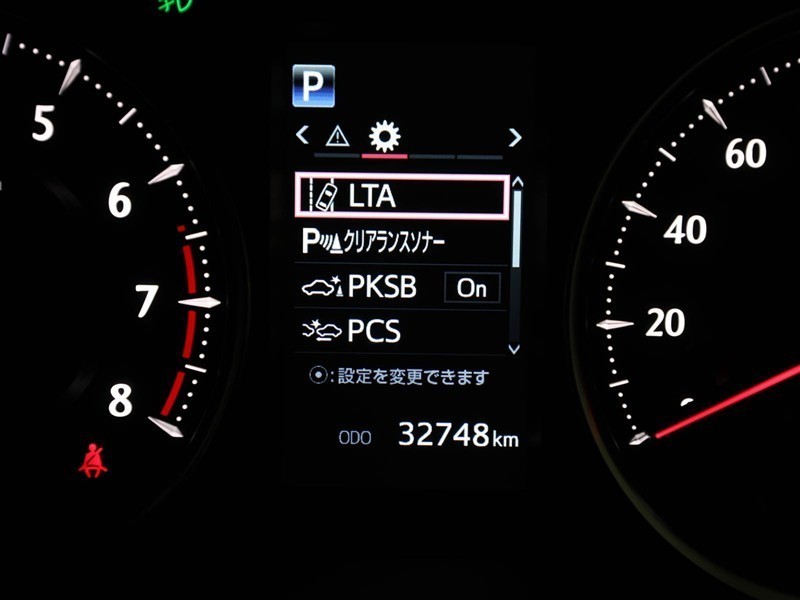 P
LTA
Pクリアランスソナー
PKSB On
PCS
:設定を変更できます
ODO 32748km
5
6
7
8
60
40
20